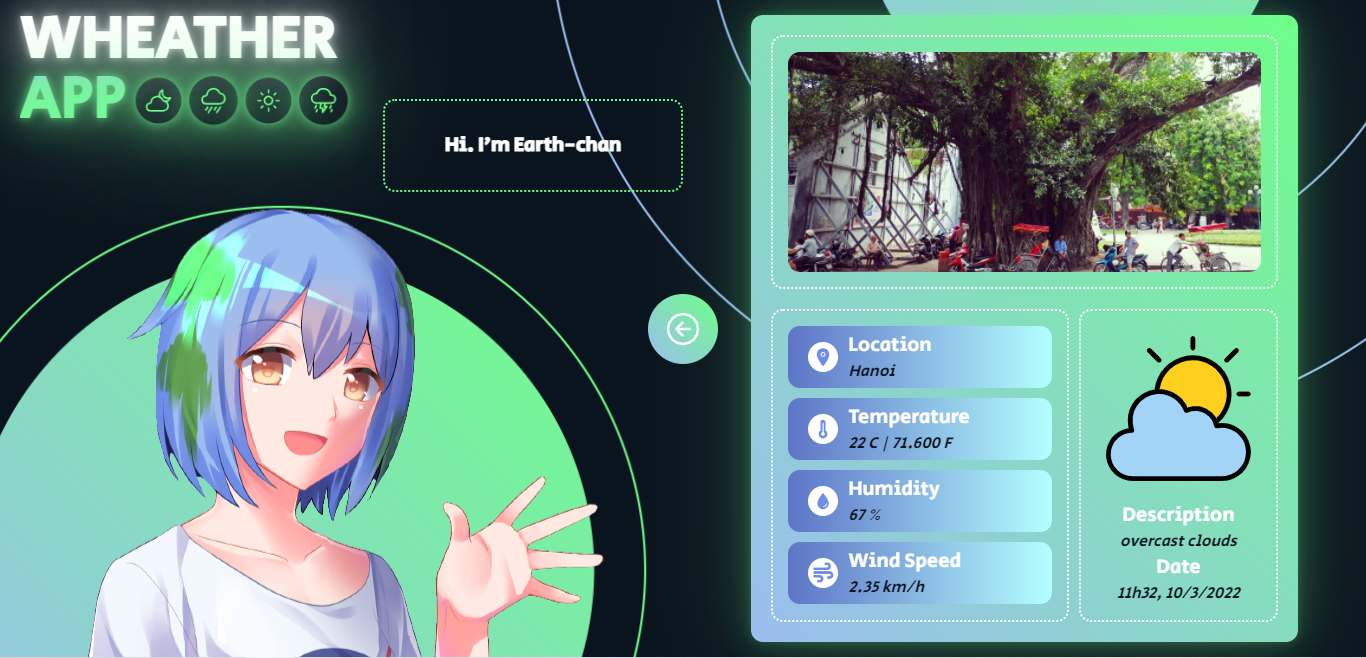 WHEATHER
APP
Hi. I'm Earth-chan
Location
Hanoi
Temperature
22 C | 71.600 F
Humidity
67 %
Wind Speed
2.35 km/h
Description
overcast clouds
Date
11h32, 10/3/2022